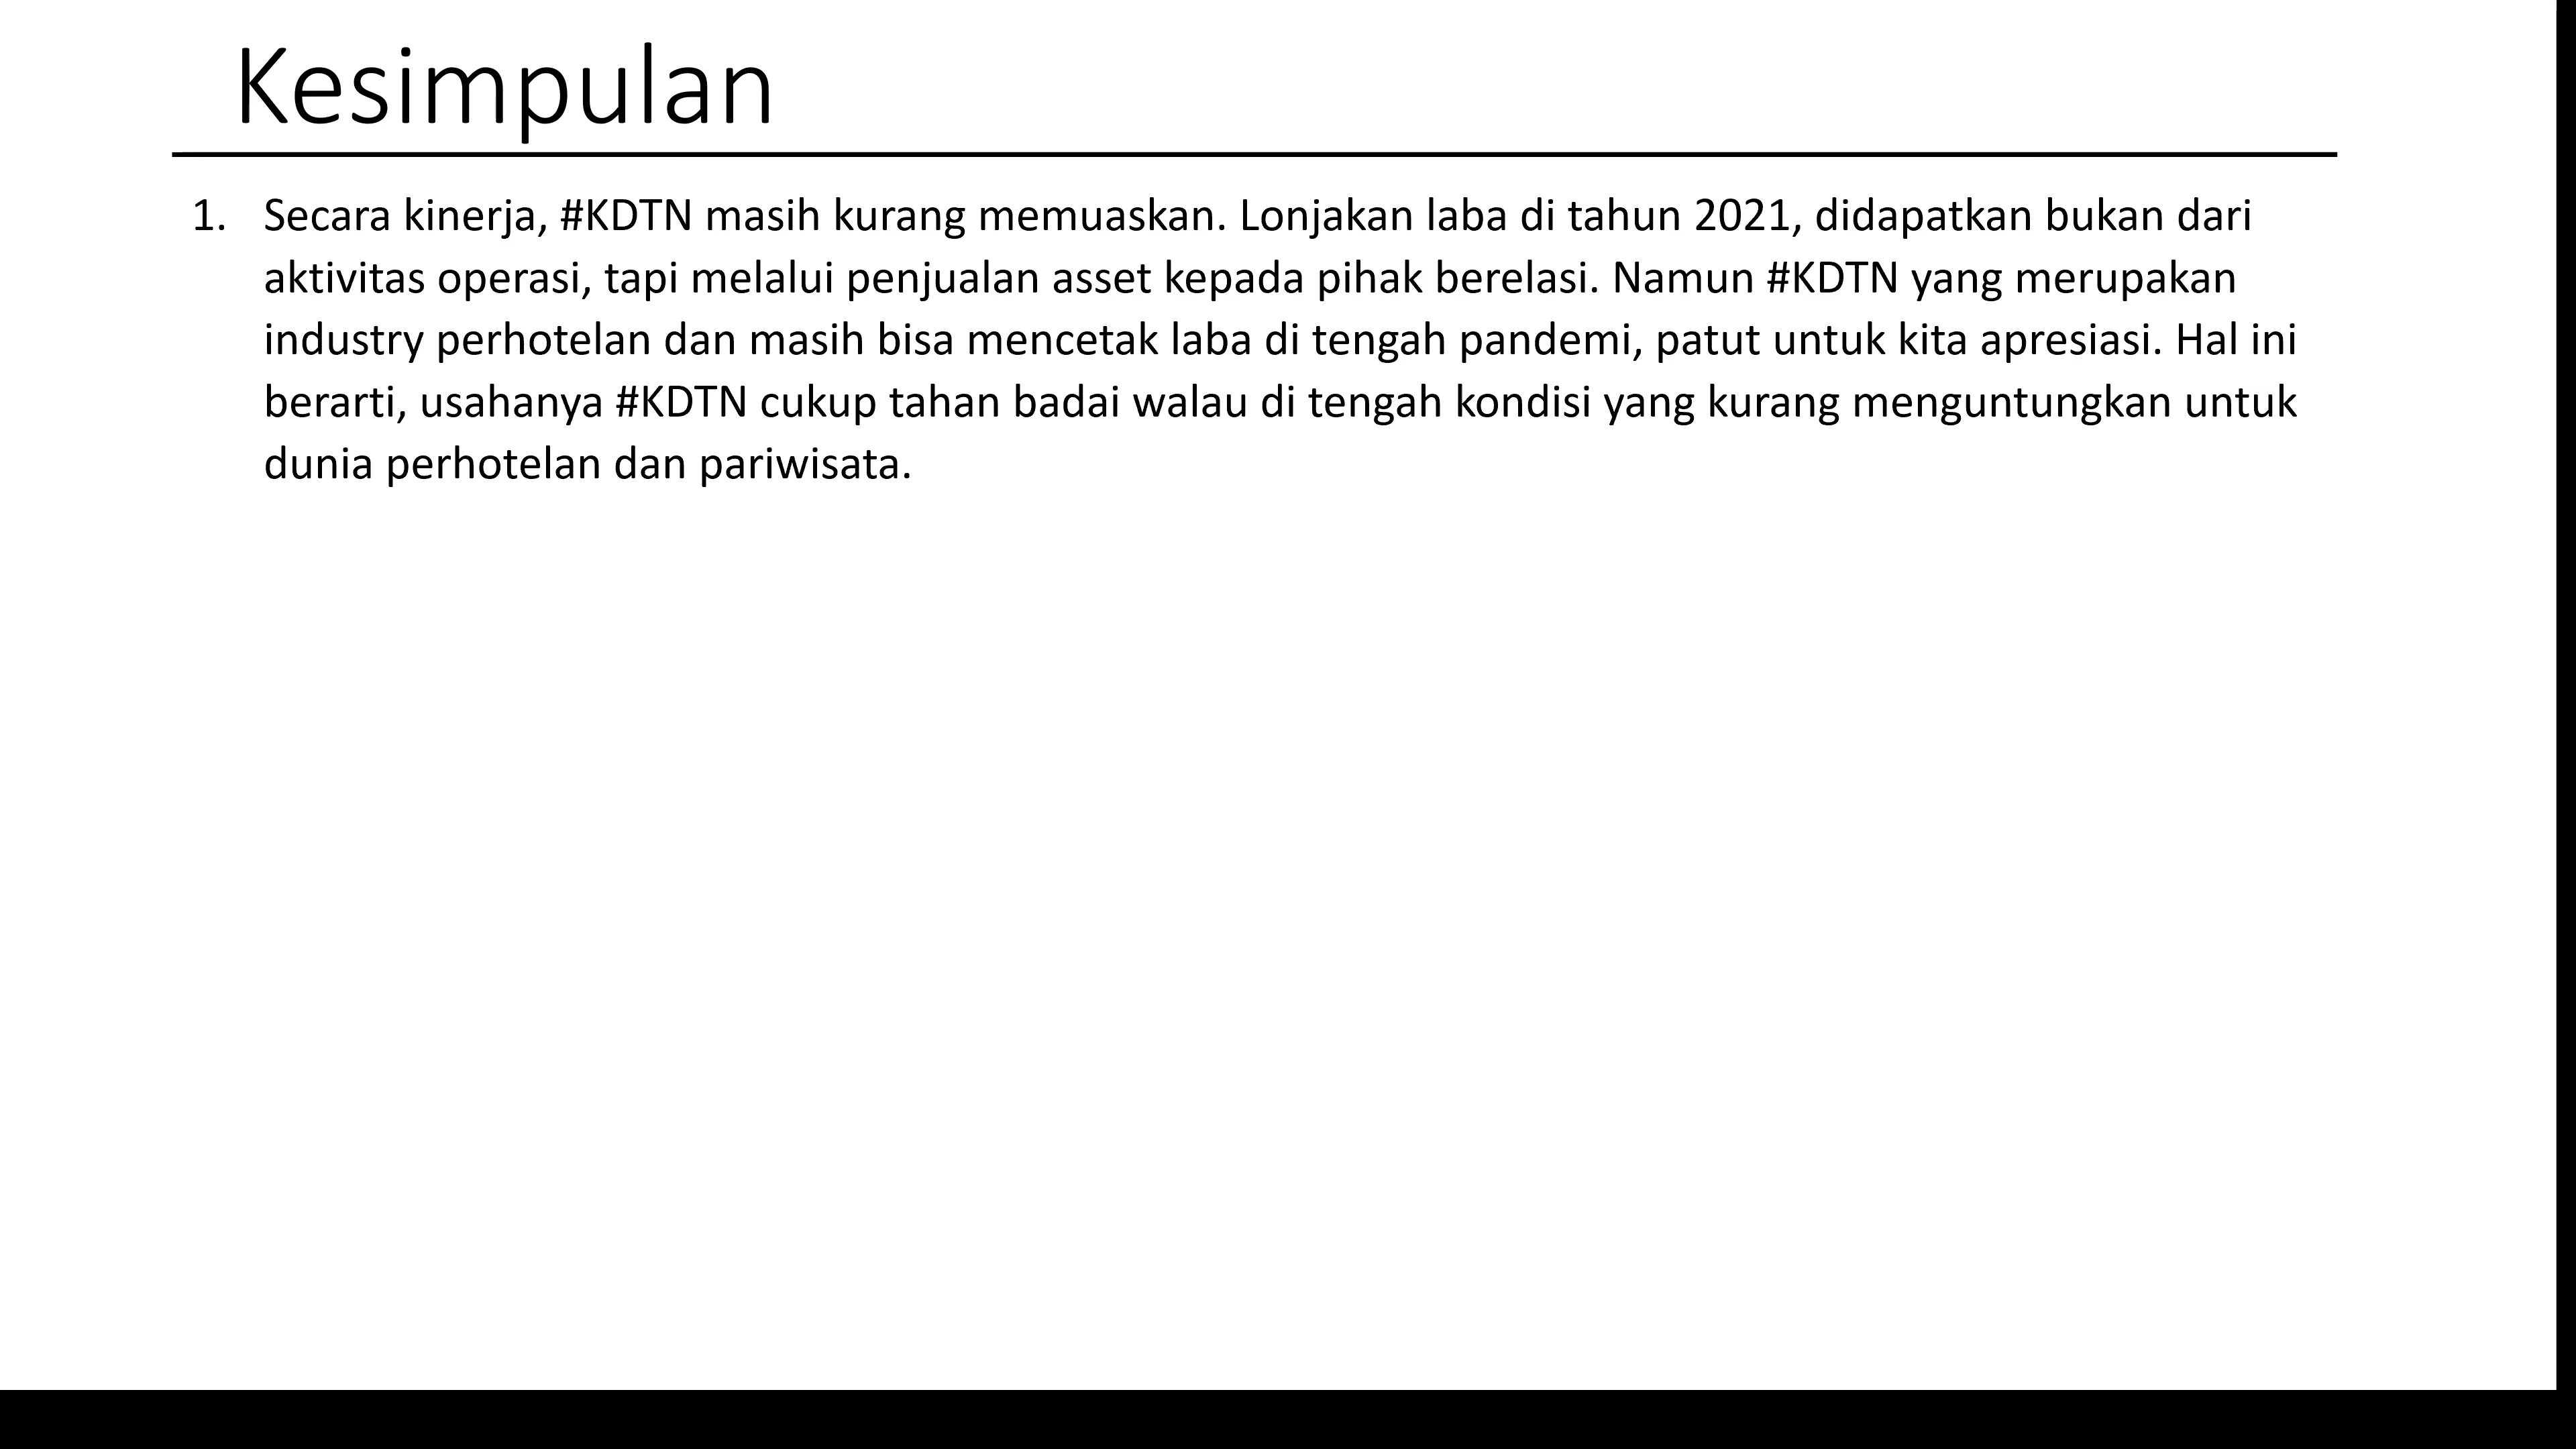 Kesimpulan
1. Secara kinerja, #KDTN masih kurang memuaskan. Lonjakan laba di tahun 2021, didapatkan bukan dari
aktivitas operasi, tapi melalui penjualan asset kepada pihak berelasi. Namun #KDTN yang merupakan
industry perhotelan dan masih bisa mencetak laba di tengah pandemi, patut untuk kita apresiasi. Hal ini
berarti, usahanya #KDTN cukup tahan badai walau di tengah kondisi yang kurang menguntungkan untuk
dunia perhotelan dan pariwisata.